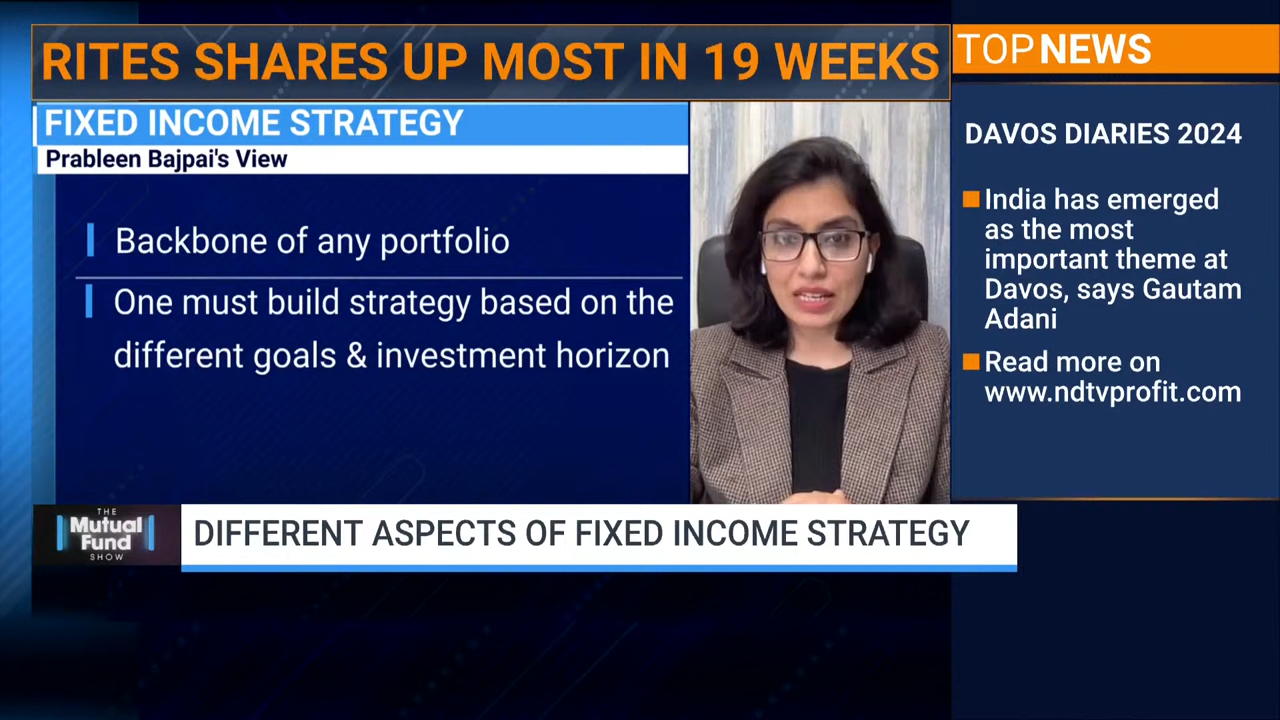 RITES SHARES UP MOST IN 19 WEEKS
FIXED INCOME STRATEGY
Prableen Bajpai's View
Backbone of any portfolio
One must build strategy based on the
different goals & investment horizon
TOP NEWS
DAVOS DIARIES 2024
India has emerged
as the most
important theme at
Davos, says Gautam
Adani
Read more on
www.ndtvprofit.com
THE
Mutual
Fund
SHOW
DIFFERENT ASPECTS OF FIXED INCOME STRATEGY